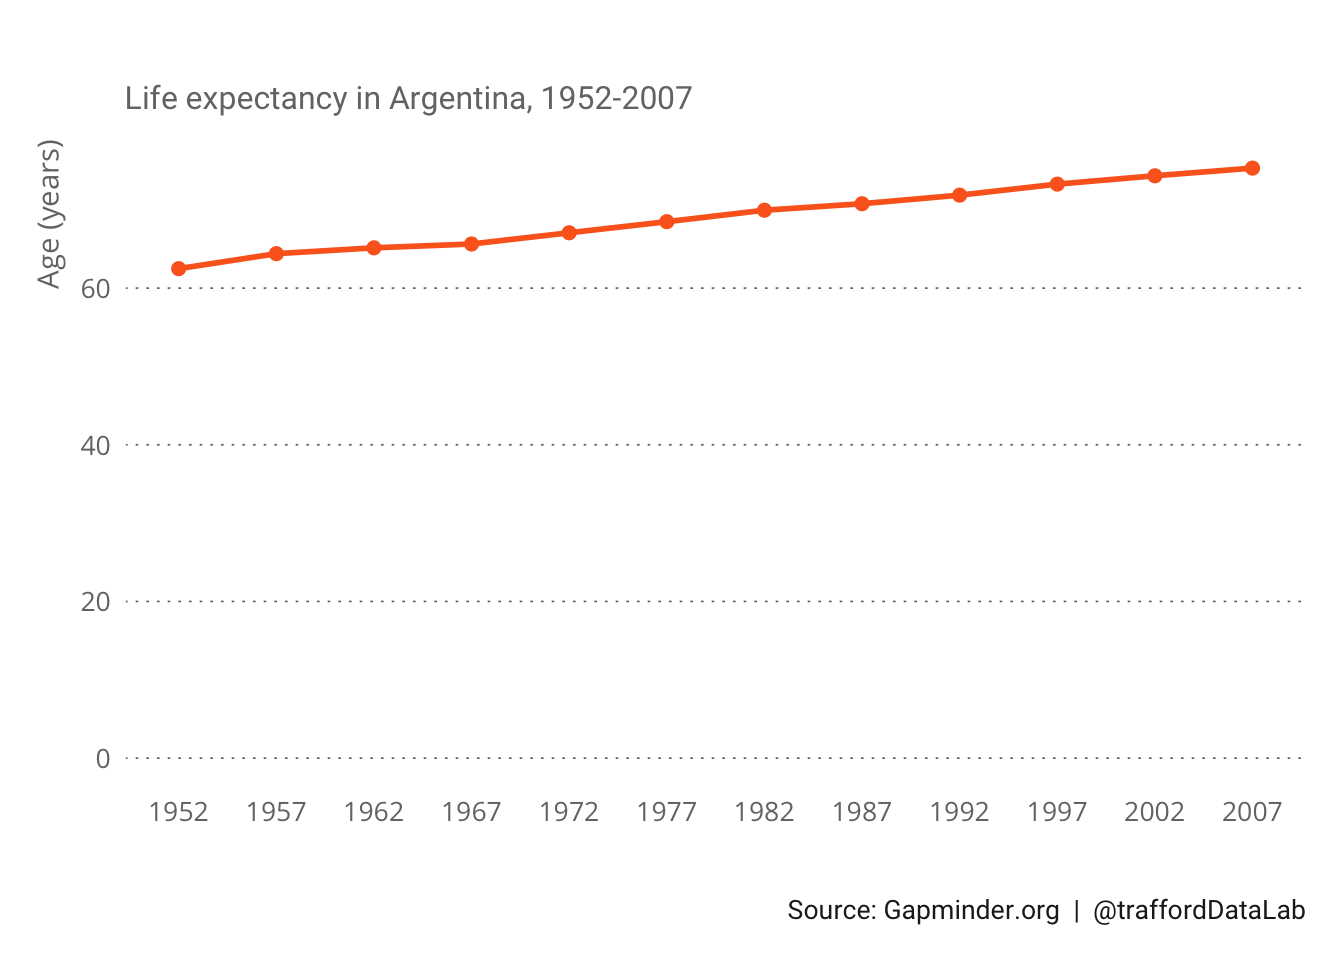 Life expectancy in Argentina, 1952-2007
Age (years)
60
40
20
0
1952 1957 1962 1967 1972 1977 1982 1987 1992 1997 2002 2007
Source: Gapminder.org | @traffordDataLab